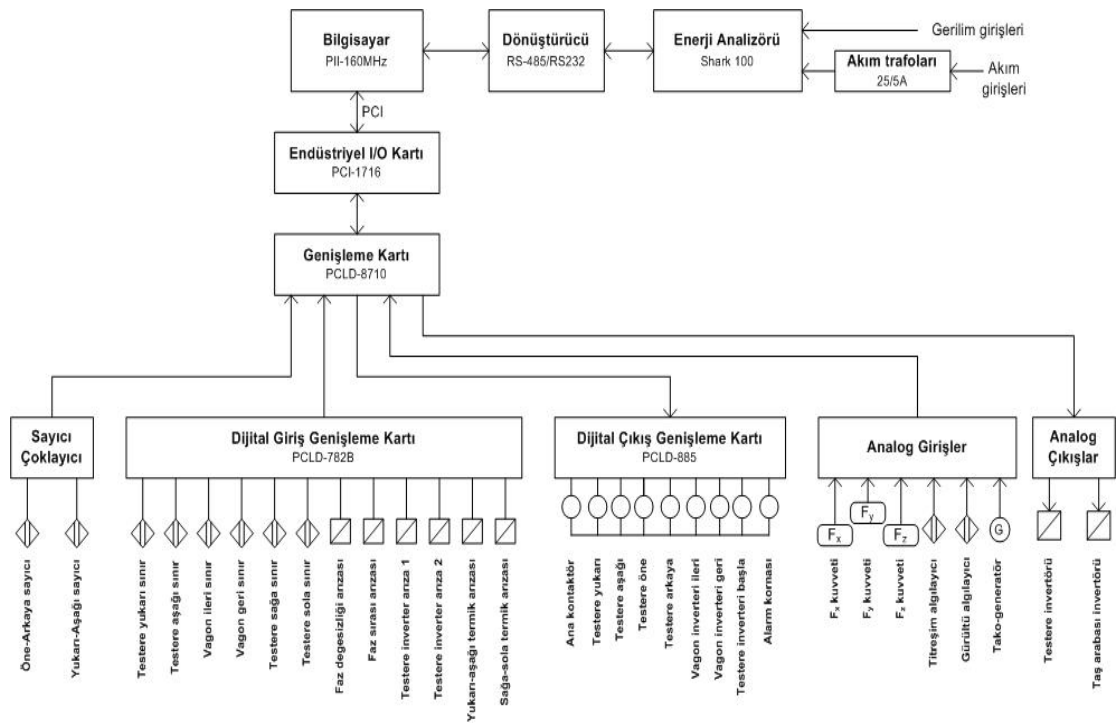 Bilgisayar
PII-160MHz
Dönüştürücü
RS-485/RS232
Enerji Analizörü
Shark 100
Gerilim girişleri
Akım trafoları
25/5A
Akım
girişleri
PCI
Endüstriyel I/O Kartı
PCI-1716
Genişleme Kartı
PCLD-8710
Sayıcı
Çoklayıcı
Dijital Giriş Genişleme Kartı
PCLD-782B
Dijital Çıkış Genişleme Kartı
PCLD-885
Analog Girişler
Analog
Çıkışlar
Fx
Fy
Fz
G
Öne-Arkaya sayıcı
Yukarı-Aşağı sayıcı
Testere yukarı sınır
Testere aşağı sınır
Vagon ileri sınır
Vagon geri sınır
Testere sağa sınır
Testere sola sınır
Faz degesizliği arızası
Faz sırası arızası
Testere inverter arıza 1
Testere inverter arıza 2
Yukarı-aşağı termik arızası
Sağa-sola termik arızası
Ana kontaktör
Testere yukarı
Testere aşağı
Testere öne
Testere arkaya
Vagon inverteri ileri
Vagon inverteri geri
Testere inverteri başla
Alarm kornası
Fx kuvveti
Fy kuvveti
Fz kuvveti
Titreşim algılayıcı
Gürültü algılayıcı
Tako-generatör
Testere invertörü
Taş arabası invertörü